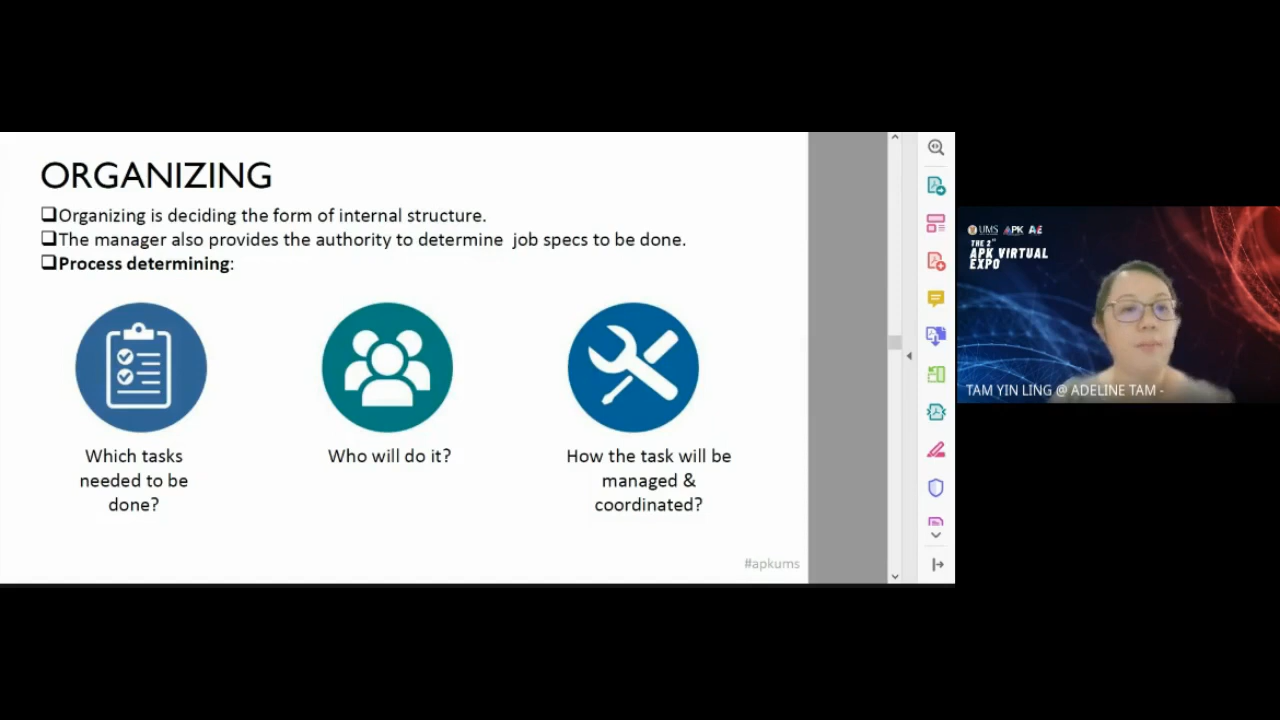 ORGANIZING
❑Organizing is deciding the form of internal structure.
❑The manager also provides the authority to determine job specs to be done.
❑Process determining:
Which tasks
needed to be
done?
Who will do it?
How the task will be
managed &
coordinated?
#apkums
UMS APK AE
THE 2nd
APK VIRTUAL
EXPO
TAM YIN LING @ ADELINE TAM -